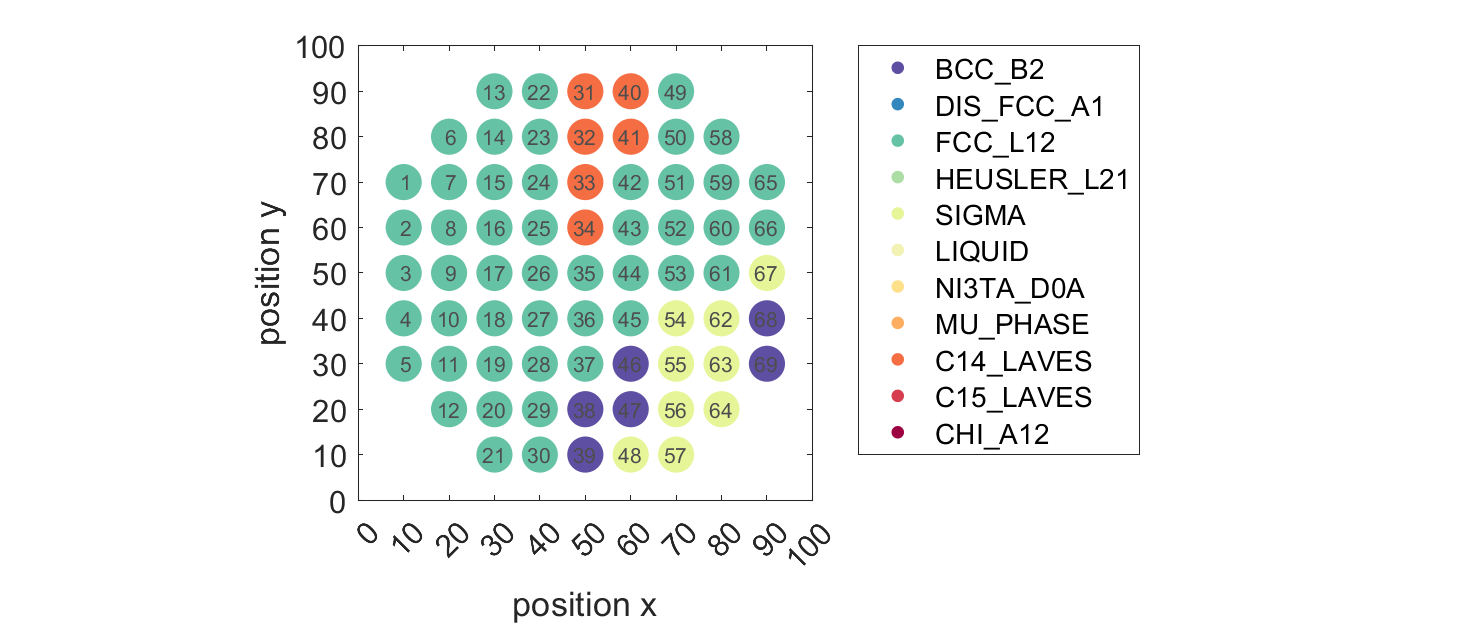 100
90
80
70
60
50
40
30
20
10
0
position y
13 22 31 40 49
6 14 23 32 41 50 58
1 7 15 24 33 42 51 59 65
2 8 16 25 34 43 52 60 66
3 9 17 26 35 44 53 61 67
4 10 18 27 36 45 54 62 68
5 11 19 28 37 46 55 63 69
12 20 29 38 47 56 64
21 30 39 48 57
0 10 20 30 40 50 60 70 80 90 100
position x
BCC_B2
DIS_FCC_A1
FCC_L12
HEUSLER_L21
SIGMA
LIQUID
NI3TA_D0A
MU_PHASE
C14_LAVES
C15_LAVES
CHI_A12